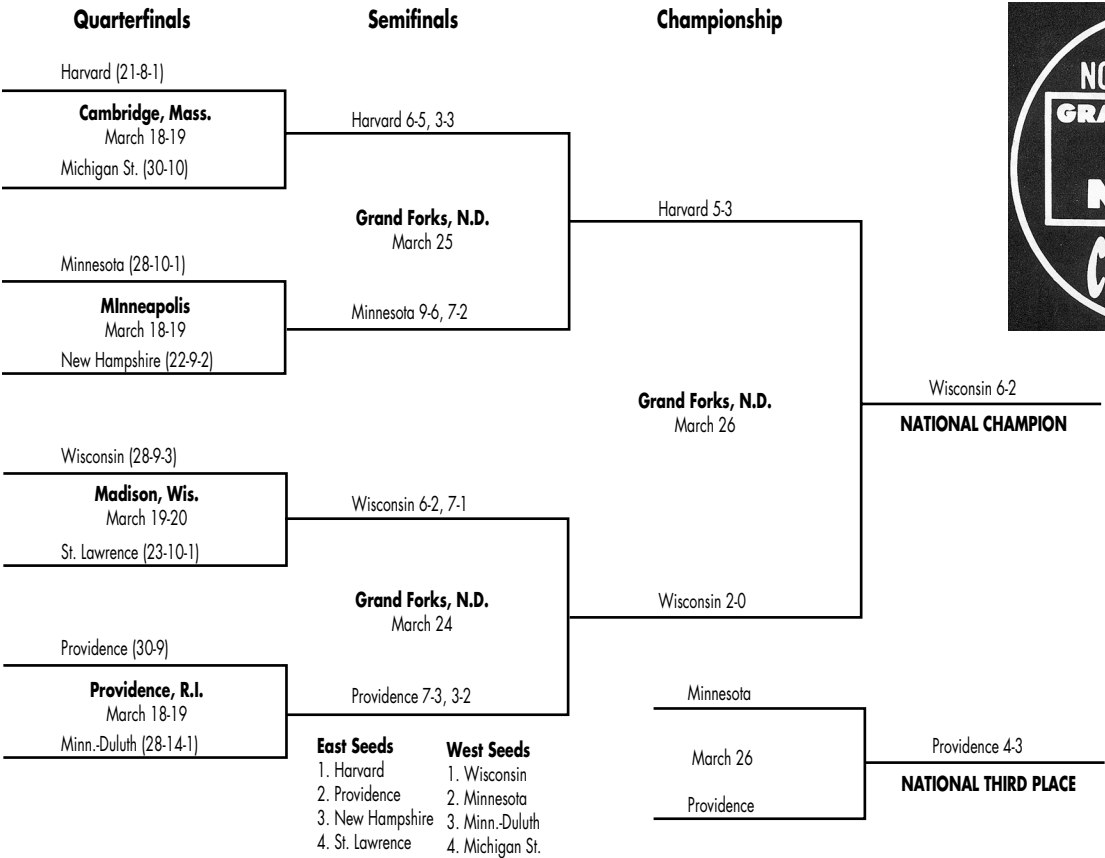 Quarterfinals
Semifinals
Championship
Harvard (21-8-1)
Cambridge, Mass.
March 18-19
Michigan St. (30-10)
Harvard 6-5, 3-3
Grand Forks, N.D.
March 25
Minnesota (28-10-1)
MInneapolis
March 18-19
New Hampshire (22-9-2)
Minnesota 9-6, 7-2
Harvard 5-3
Grand Forks, N.D.
March 26
Wisconsin 6-2
NATIONAL CHAMPION
Wisconsin (28-9-3)
Madison, Wis.
March 19-20
St. Lawrence (23-10-1)
Wisconsin 6-2, 7-1
Grand Forks, N.D.
March 24
Wisconsin 2-0
Providence (30-9)
Providence, R.I.
March 18-19
Minn.-Duluth (28-14-1)
Providence 7-3, 3-2
East Seeds
1. Harvard
2. Providence
3. New Hampshire
4. St. Lawrence
West Seeds
1. Wisconsin
2. Minnesota
3. Minn.-Duluth
4. Michigan St.
Minnesota
March 26
Providence
Providence 4-3
NATIONAL THIRD PLACE